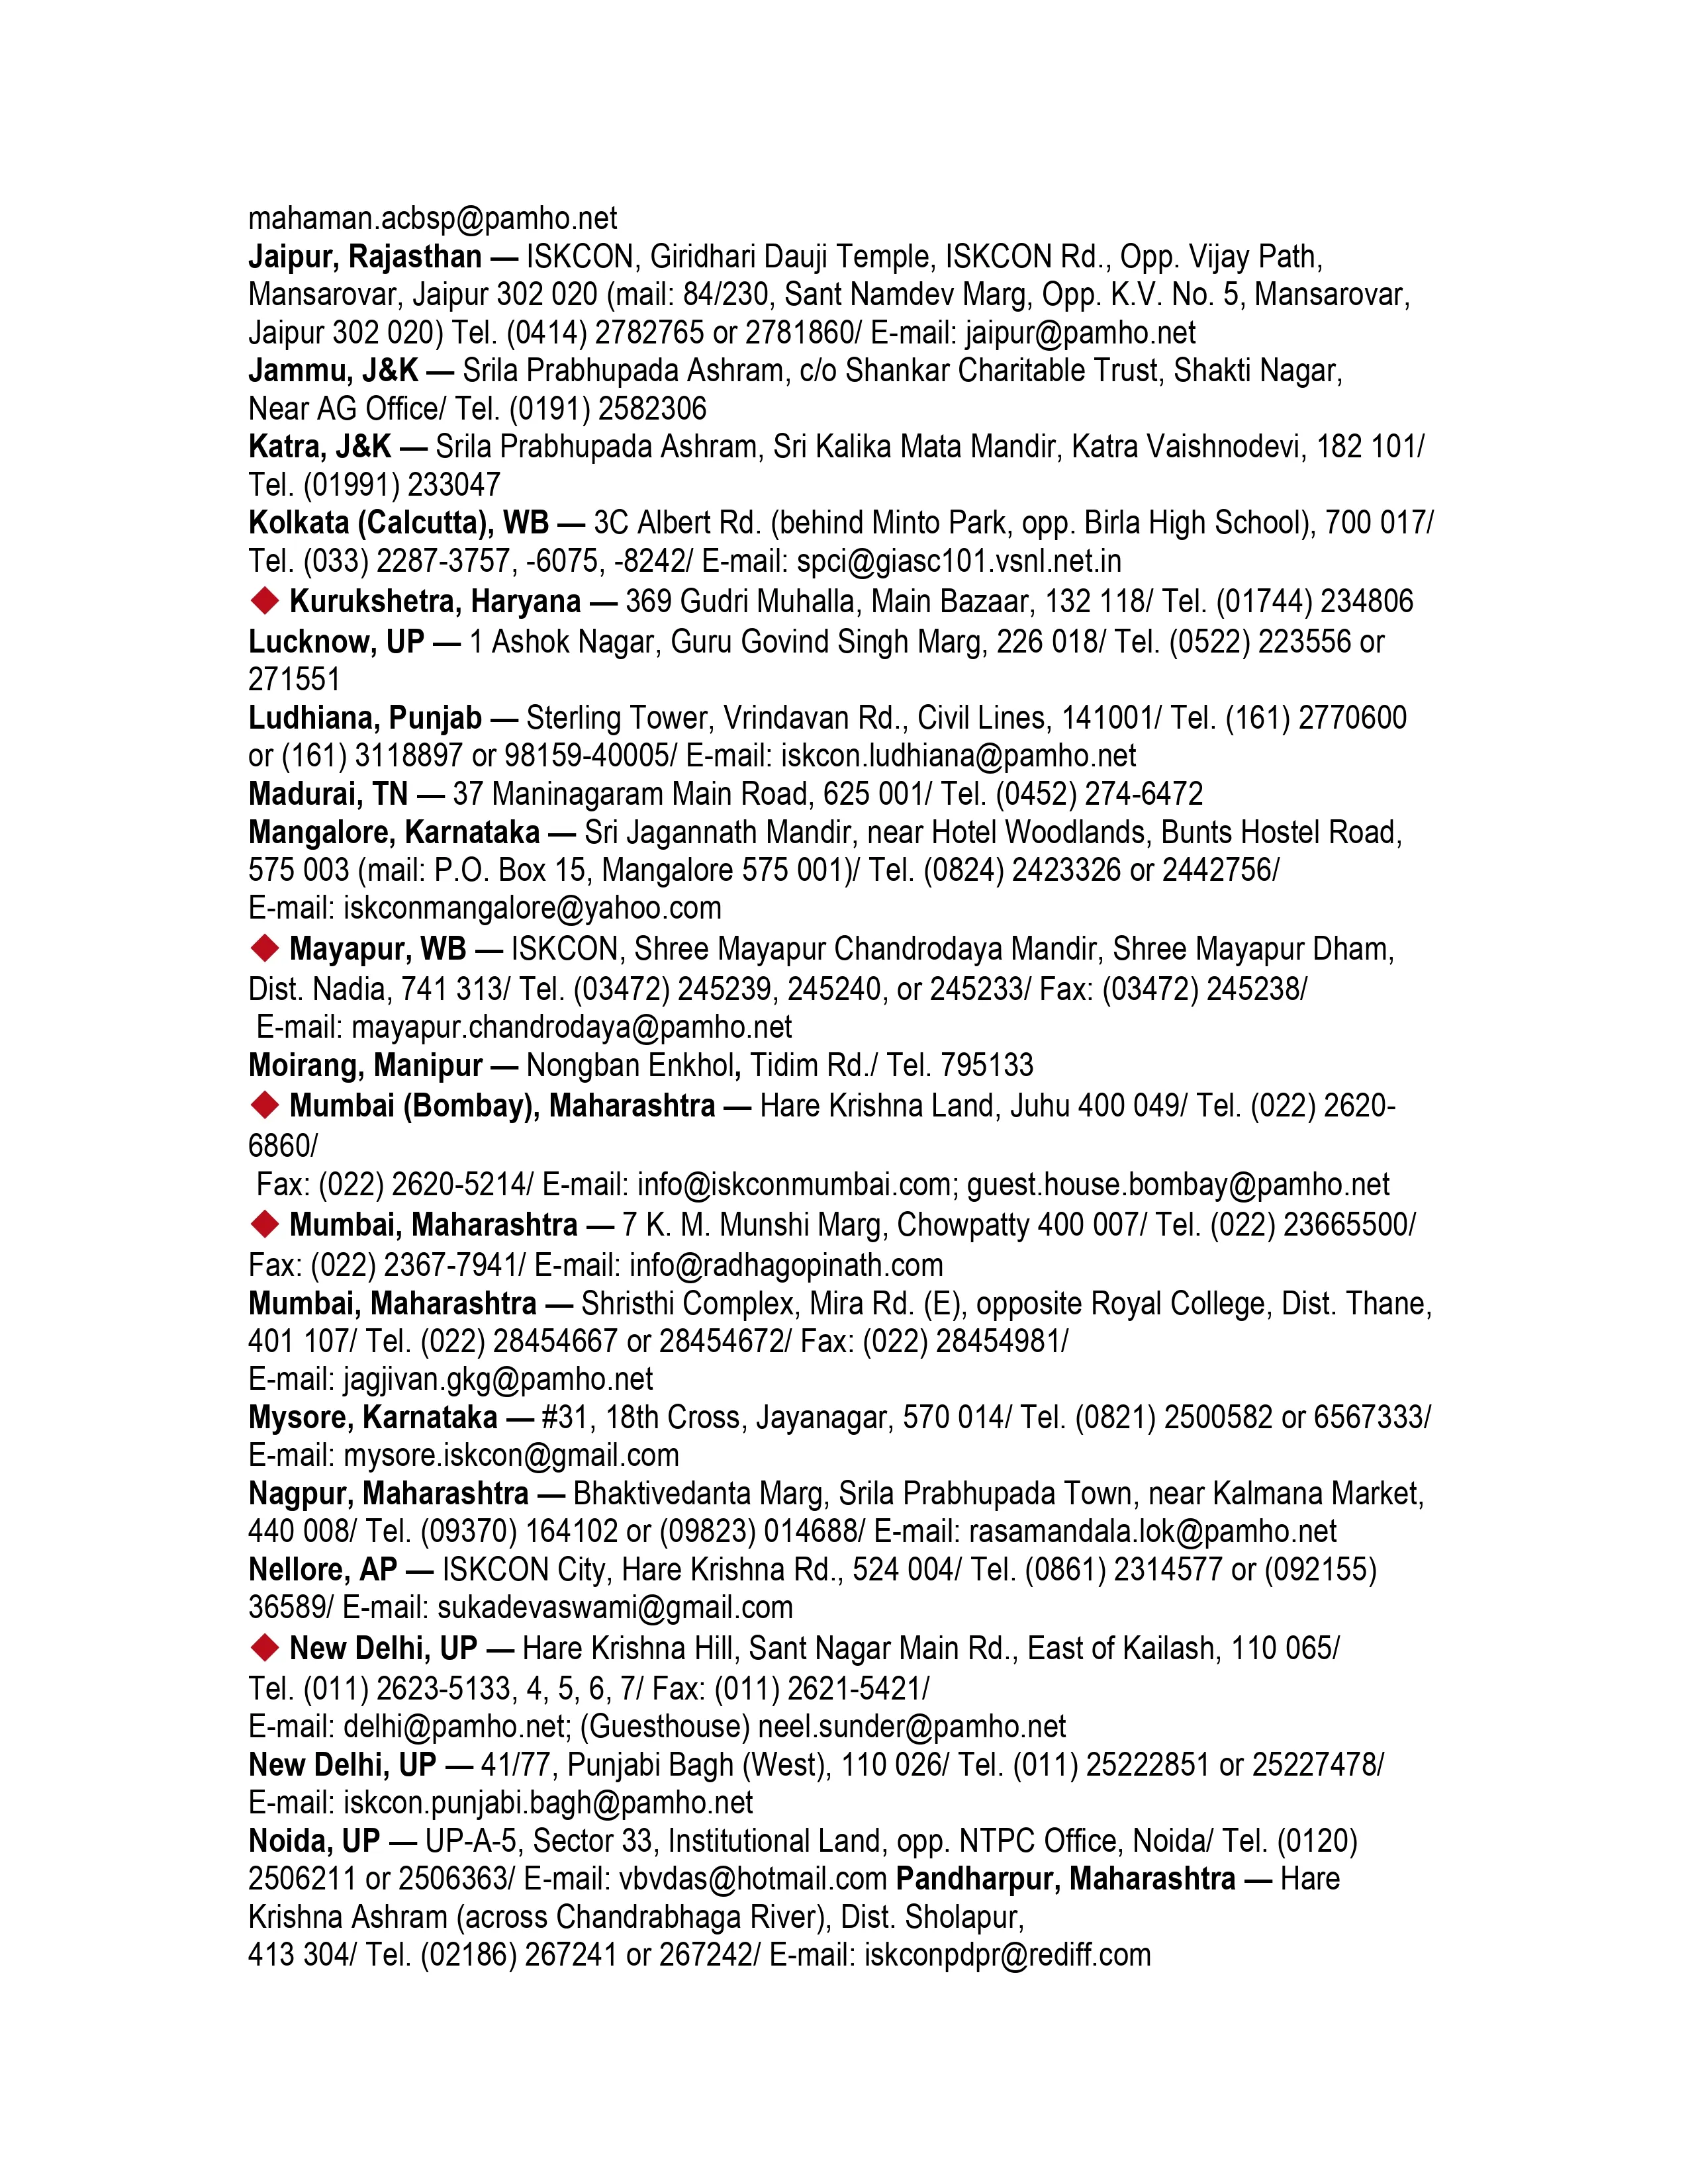 mahaman.acbsp@pamho.net
Jaipur, Rajasthan — ISKCON, Giridhari Dauji Temple, ISKCON Rd., Opp. Vijay Path,
Mansarovar, Jaipur 302 020 (mail: 84/230, Sant Namdev Marg, Opp. K.V. No. 5, Mansarovar,
Jaipur 302 020) Tel. (0414) 2782765 or 2781860/ E-mail: jaipur@pamho.net
Jammu, J&K — Srila Prabhupada Ashram, c/o Shankar Charitable Trust, Shakti Nagar,
Near AG Office/ Tel. (0191) 2582306
Katra, J&K — Srila Prabhupada Ashram, Sri Kalika Mata Mandir, Katra Vaishnodevi, 182 101/
Tel. (01991) 233047
Kolkata (Calcutta), WB — 3C Albert Rd. (behind Minto Park, opp. Birla High School), 700 017/
Tel. (033) 2287-3757, -6075, -8242/ E-mail: spci@giasc101.vsnl.net.in
◆ Kurukshetra, Haryana — 369 Gudri Muhalla, Main Bazaar, 132 118/ Tel. (01744) 234806
Lucknow, UP — 1 Ashok Nagar, Guru Govind Singh Marg, 226 018/ Tel. (0522) 223556 or
271551
Ludhiana, Punjab — Sterling Tower, Vrindavan Rd., Civil Lines, 141001/ Tel. (161) 2770600
or (161) 3118897 or 98159-40005/ E-mail: iskcon.ludhiana@pamho.net
Madurai, TN — 37 Maninagaram Main Road, 625 001/ Tel. (0452) 274-6472
Mangalore, Karnataka — Sri Jagannath Mandir, near Hotel Woodlands, Bunts Hostel Road,
575 003 (mail: P.O. Box 15, Mangalore 575 001)/ Tel. (0824) 2423326 or 2442756/
E-mail: iskconmangalore@yahoo.com
◆ Mayapur, WB — ISKCON, Shree Mayapur Chandrodaya Mandir, Shree Mayapur Dham,
Dist. Nadia, 741 313/ Tel. (03472) 245239, 245240, or 245233/ Fax: (03472) 245238/
E-mail: mayapur.chandrodaya@pamho.net
Moirang, Manipur — Nongban Enkhol, Tidim Rd./ Tel. 795133
◆ Mumbai (Bombay), Maharashtra — Hare Krishna Land, Juhu 400 049/ Tel. (022) 2620-
6860/
Fax: (022) 2620-5214/ E-mail: info@iskconmumbai.com; guest.house.bombay@pamho.net
◆ Mumbai, Maharashtra — 7 K. M. Munshi Marg, Chowpatty 400 007/ Tel. (022) 23665500/
Fax: (022) 2367-7941/ E-mail: info@radhagopinath.com
Mumbai, Maharashtra — Shristhi Complex, Mira Rd. (E), opposite Royal College, Dist. Thane,
401 107/ Tel. (022) 28454667 or 28454672/ Fax: (022) 28454981/
E-mail: jagjivan.gkg@pamho.net
Mysore, Karnataka — #31, 18th Cross, Jayanagar, 570 014/ Tel. (0821) 2500582 or 6567333/
E-mail: mysore.iskcon@gmail.com
Nagpur, Maharashtra — Bhaktivedanta Marg, Srila Prabhupada Town, near Kalmana Market,
440 008/ Tel. (09370) 164102 or (09823) 014688/ E-mail: rasamandala.lok@pamho.net
Nellore, AP — ISKCON City, Hare Krishna Rd., 524 004/ Tel. (0861) 2314577 or (092155)
36589/ E-mail: sukadevaswami@gmail.com
◆ New Delhi, UP — Hare Krishna Hill, Sant Nagar Main Rd., East of Kailash, 110 065/
Tel. (011) 2623-5133, 4, 5, 6, 7/ Fax: (011) 2621-5421/
E-mail: delhi@pamho.net; (Guesthouse) neel.sunder@pamho.net
New Delhi, UP — 41/77, Punjabi Bagh (West), 110 026/ Tel. (011) 25222851 or 25227478/
E-mail: iskcon.punjabi.bagh@pamho.net
Noida, UP — UP-A-5, Sector 33, Institutional Land, opp. NTPC Office, Noida/ Tel. (0120)
2506211 or 2506363/ E-mail: vbvdas@hotmail.com Pandharpur, Maharashtra — Hare
Krishna Ashram (across Chandrabhaga River), Dist. Sholapur,
413 304/ Tel. (02186) 267241 or 267242/ E-mail: iskconpdpr@rediff.com